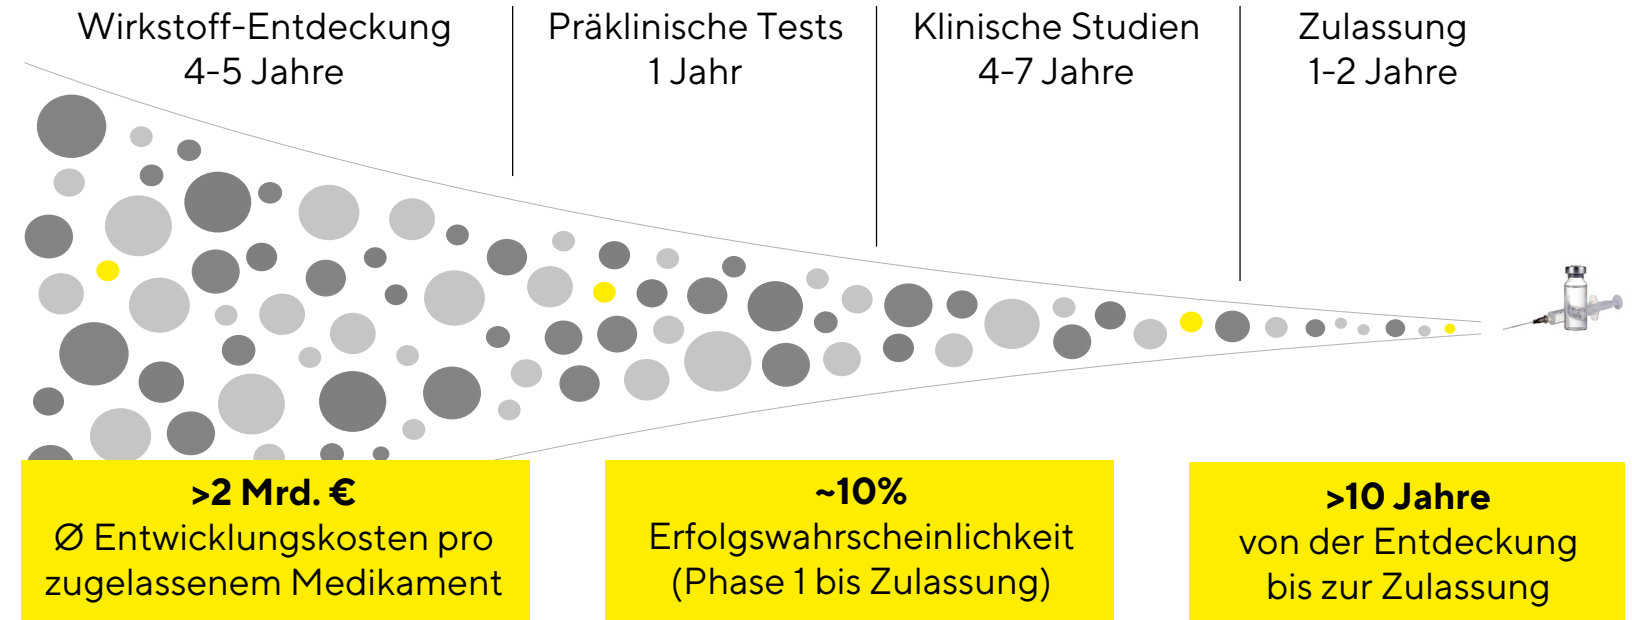 Wirkstoff-Entdeckung
4-5 Jahre
Präklinische Tests
1 Jahr
Klinische Studien
4-7 Jahre
Zulassung
1-2 Jahre
>2 Mrd. €
Ø Entwicklungskosten pro
zugelassenem Medikament
~10%
Erfolgswahrscheinlichkeit
(Phase 1 bis Zulassung)
>10 Jahre
von der Entdeckung
bis zur Zulassung